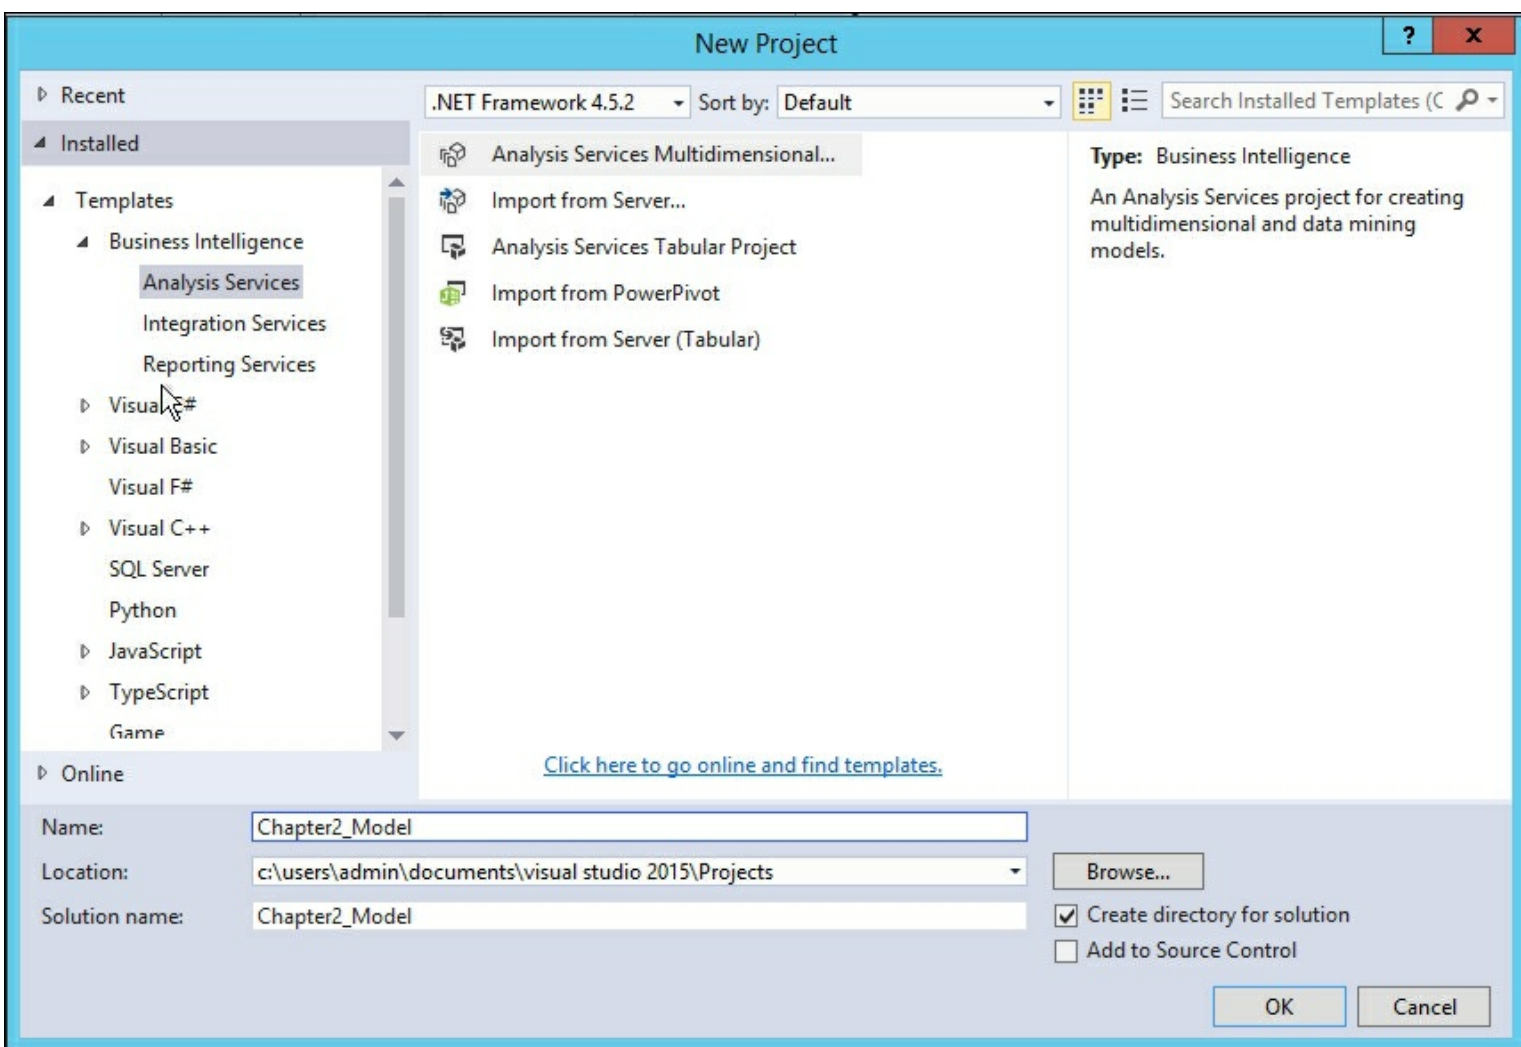 New Project
?
x
Recent
Installed
Templates
Business Intelligence
Analysis Services
Integration Services
Reporting Services
Visual C#
Visual Basic
Visual F#
Visual C++
SQL Server
Python
JavaScript
TypeScript
Game
Online
.NET Framework 4.5.2
Sort by: Default
Search Installed Templates (C
Analysis Services Multidimensional...
Import from Server...
Analysis Services Tabular Project
Import from PowerPivot
Import from Server (Tabular)
Click here to go online and find templates.
Type: Business Intelligence
An Analysis Services project for creating
multidimensional and data mining
models.
Name: Chapter2_Model
Location: c:\users\admin\documents\visual studio 2015\Projects
Browse...
Solution name: Chapter2_Model
Create directory for solution
Add to Source Control
OK
Cancel